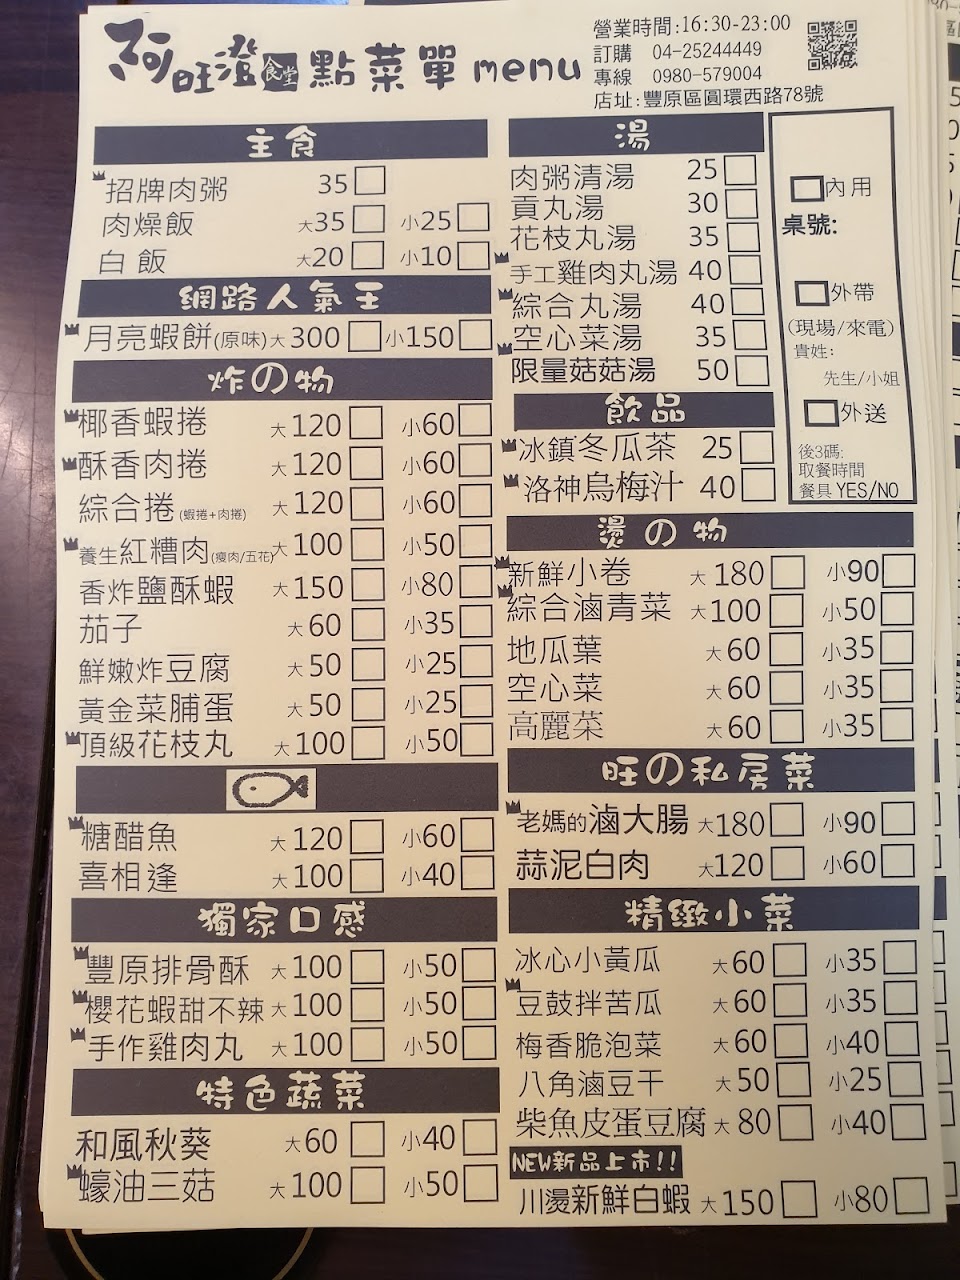 阿旺澄食堂 點菜單 menu
營業時間:16:30-23:00
訂購 04-25244449
專線 0980-579004
店址:豐原區圓環西路78號
主食
招牌肉粥 35
肉燥飯 大35 小25
白飯 大20 小10
網路人氣王
月亮蝦餅(原味) 大300 小150
炸の物
椰香蝦捲 大120 小60
酥香肉捲 大120 小60
綜合捲(蝦捲+肉捲) 大120 小60
養生紅糟肉(瘦肉/五花) 大100 小50
香炸鹽酥蝦 大150 小80
茄子 大60 小35
鮮嫩炸豆腐 大50 小25
黃金菜脯蛋 大50 小25
頂級花枝丸 大100 小50
糖醋魚 大120 小60
喜相逢 大100 小40
獨家口感
豐原排骨酥 大100 小50
櫻花蝦甜不辣 大100 小50
手作雞肉丸 大100 小50
特色蔬菜
和風秋葵 大60 小40
蠔油三菇 大100 小50
湯
肉粥清湯 25
貢丸湯 30
花枝丸湯 35
手工雞肉丸湯 40
綜合丸湯 40
空心菜湯 35
限量菇菇湯 50
飲品
冰鎮冬瓜茶 25
洛神烏梅汁 40
內用
桌號:
外帶
(現場/來電)
貴姓:
先生/小姐
外送
後3碼:
取餐時間
餐具 YES/NO
燙の物
新鮮小卷 大180 小90
綜合滷青菜 大100 小50
地瓜葉 大60 小35
空心菜 大60 小35
高麗菜 大60 小35
旺の私房菜
老媽的滷大腸 大180 小90
蒜泥白肉 大120 小60
精緻小菜
冰心小黃瓜 大60 小35
豆鼓拌苦瓜 大60 小35
梅香脆泡菜 大60 小40
八角滷豆干 大50 小25
柴魚皮蛋豆腐 大80 小40
NEW新品上市!!
川燙新鮮白蝦 大150 小80